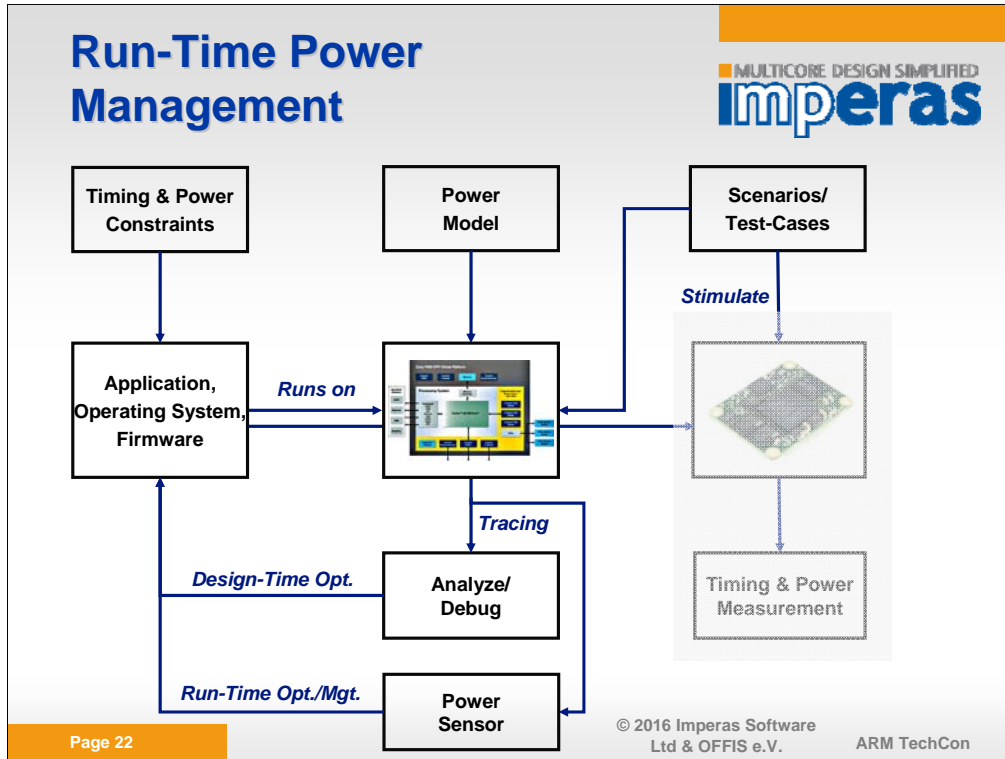 Run-Time Power
Management
MULTICORE DESIGN SIMPLIFIED
imperas
Timing & Power
Constraints
Power
Model
Scenarios/
Test-Cases
Stimulate
Application,
Operating System,
Firmware
Runs on
Tracing
Design-Time Opt.
Analyze/
Debug
Timing & Power
Measurement
Run-Time Opt./Mgt.
Power
Sensor
Page 22
© 2016 Imperas Software
Ltd & OFFIS e.V.
ARM TechCon